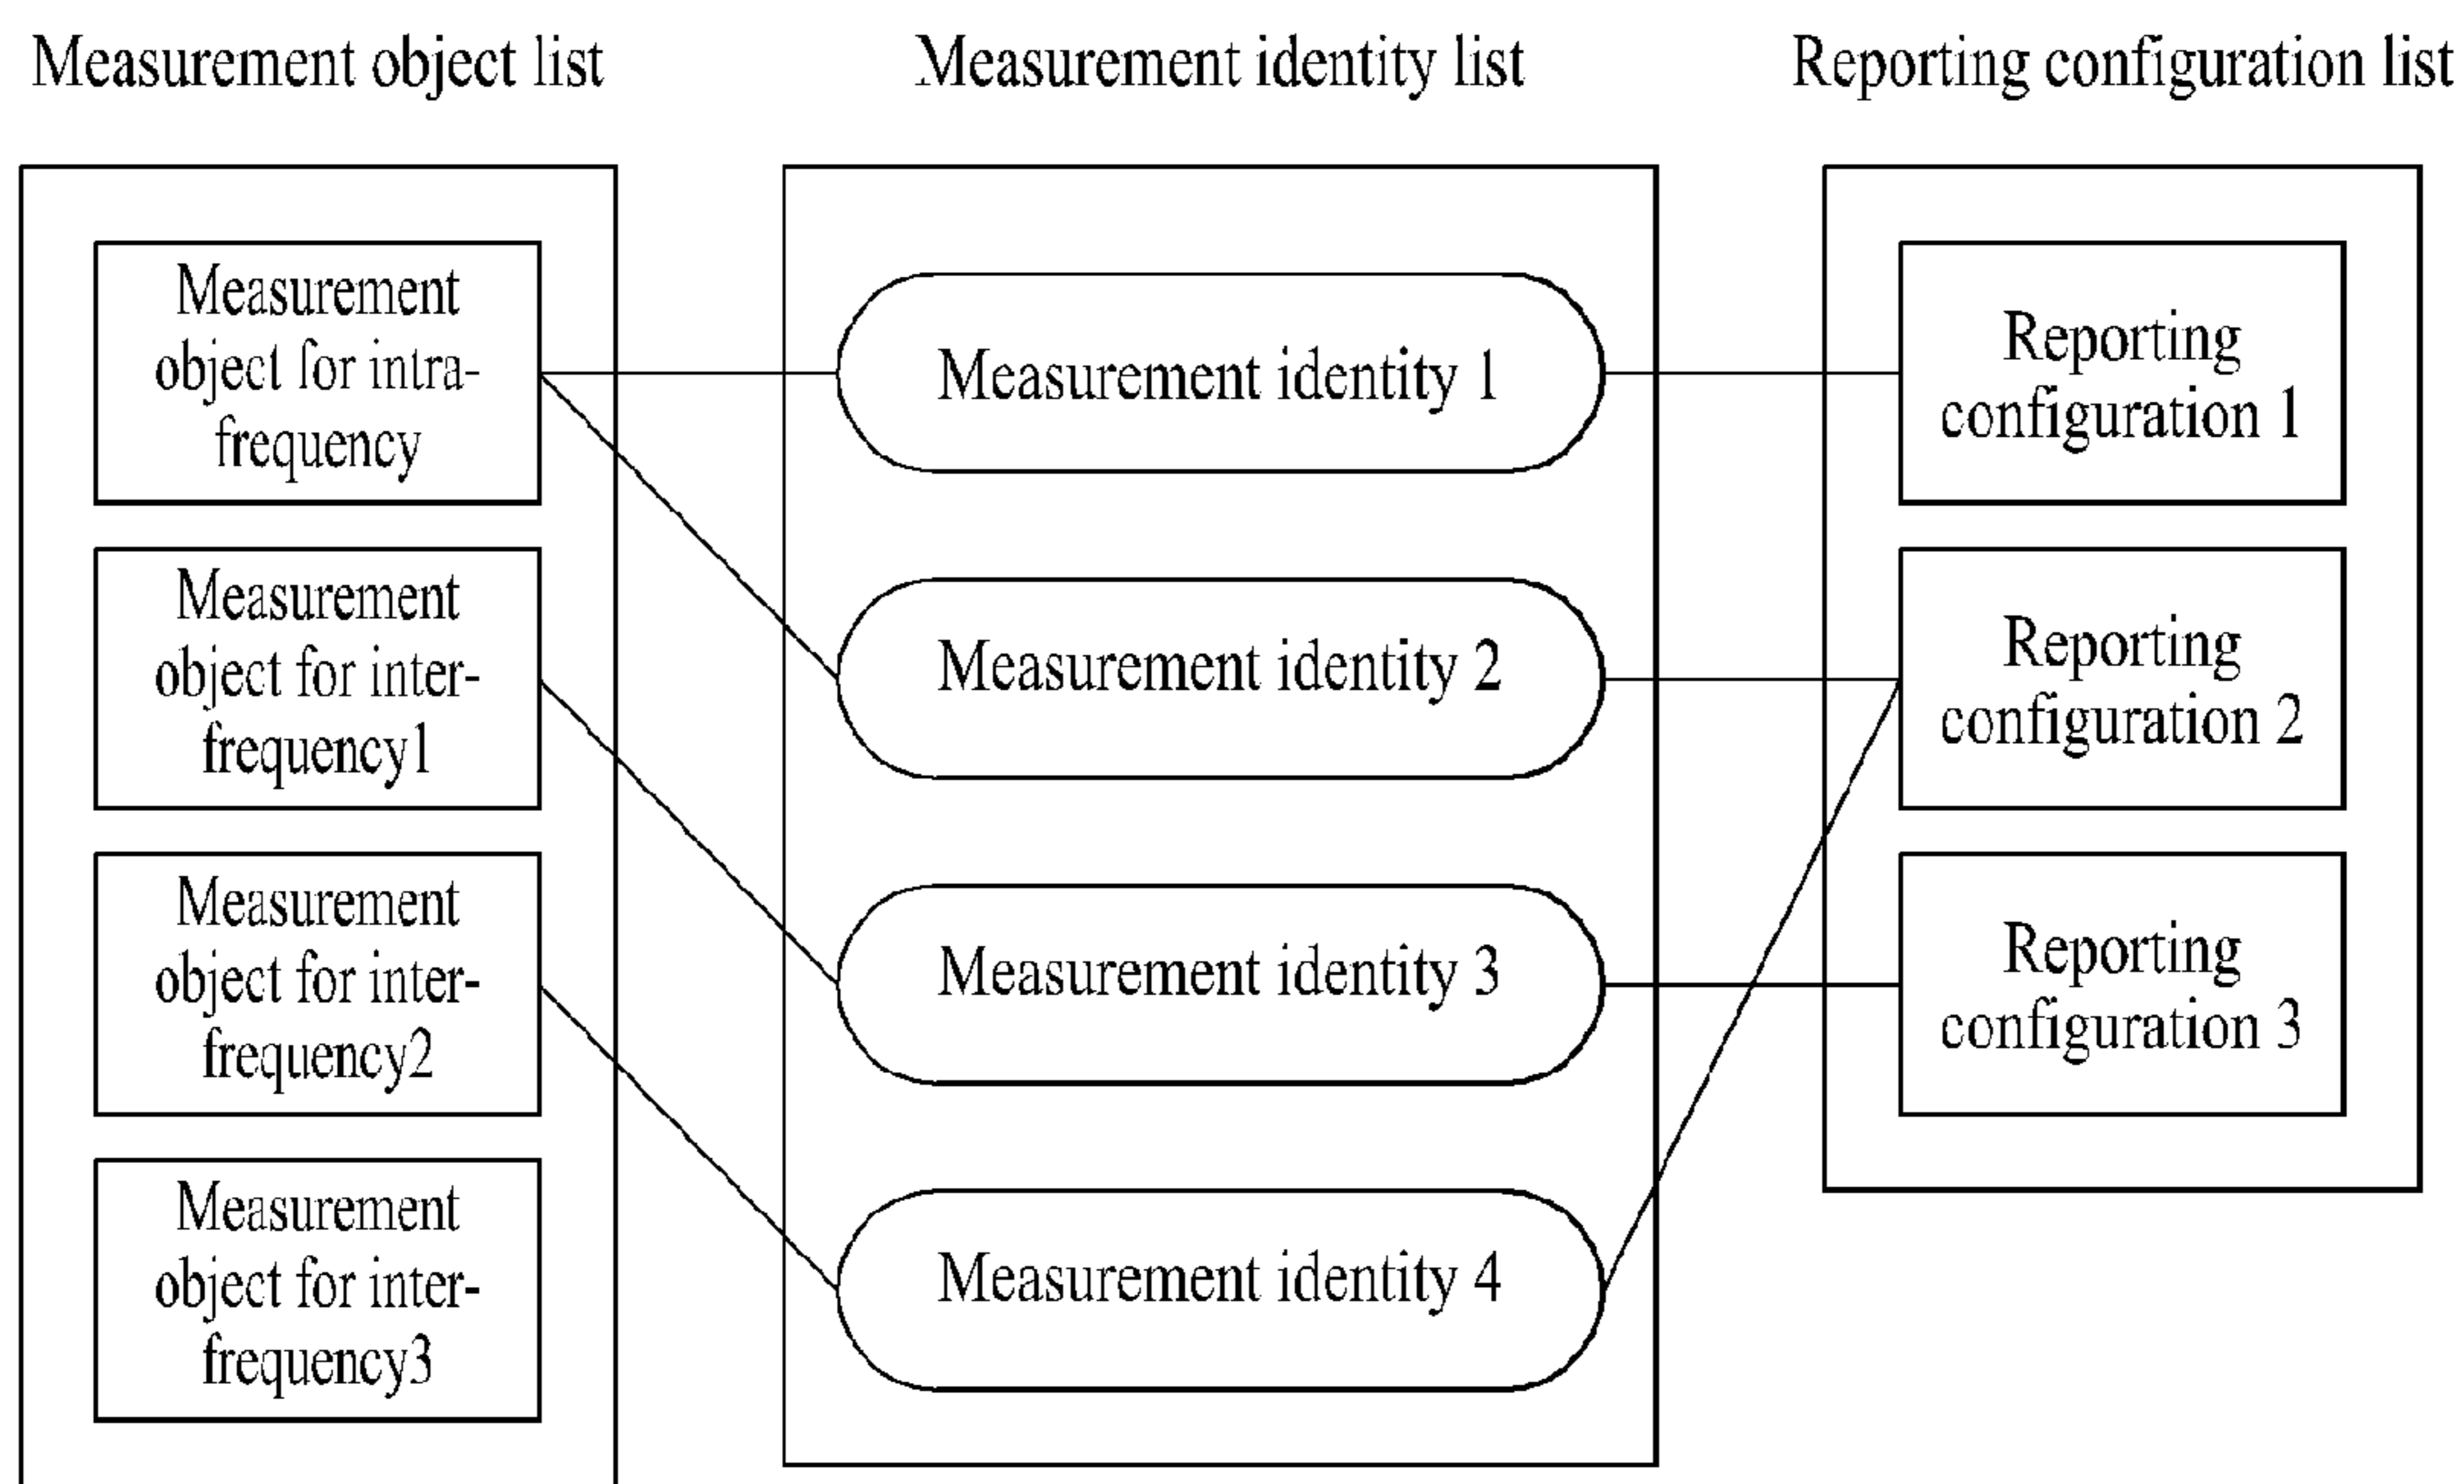 Measurement object list
Measurement identity list
Reporting configuration list
Measurement
object for intra-
frequency
Measurement
object for inter-
frequency1
Measurement
object for inter-
frequency2
Measurement
object for inter-
frequency3
Measurement identity 1
Measurement identity 2
Measurement identity 3
Measurement identity 4
Reporting
configuration 1
Reporting
configuration 2
Reporting
configuration 3